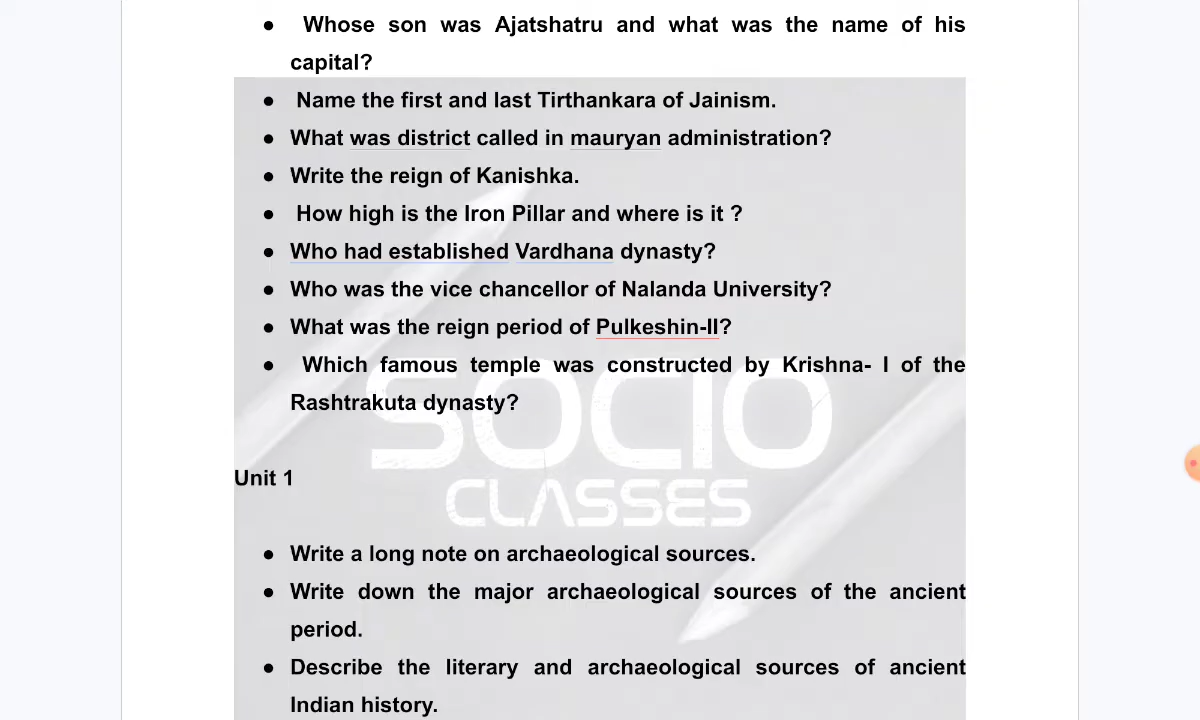 ● Whose son was Ajatshatru and what was the name of his
capital?
● Name the first and last Tirthankara of Jainism.
● What was district called in mauryan administration?
● Write the reign of Kanishka.
● How high is the Iron Pillar and where is it ?
● Who had established Vardhana dynasty?
● Who was the vice chancellor of Nalanda University?
● What was the reign period of Pulkeshin-II?
● Which famous temple was constructed by Krishna- I of the
Rashtrakuta dynasty?
SOCIO
CLASSES
Unit 1
● Write a long note on archaeological sources.
● Write down the major archaeological sources of the ancient
period.
● Describe the literary and archaeological sources of ancient
Indian history.